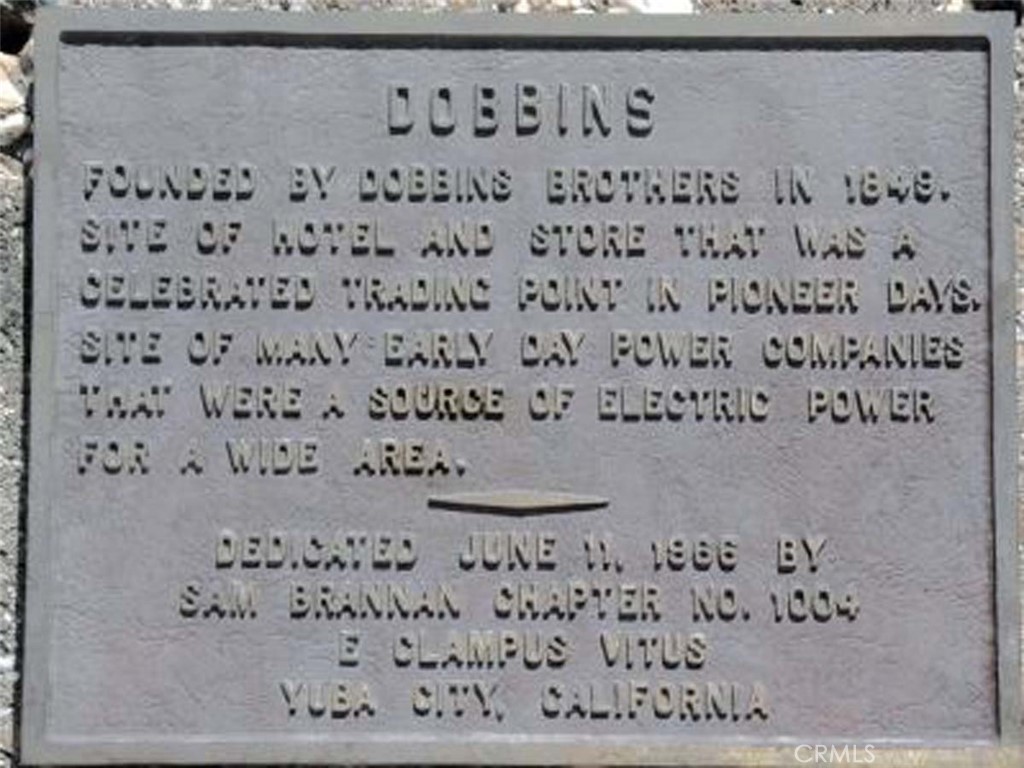 DOBBINS
FOUNDED BY DOBBINS BROTHERS IN 1849.
SITE OF HOTEL AND STORE THAT WAS A
CELEBRATED TRADING POINT IN PIONEER DAYS.
SITE OF MANY EARLY DAY POWER COMPANIES
THAT WERE A SOURCE OF ELECTRIC POWER
FOR A WIDE AREA.
DEDICATED JUNE 11, 1966 BY
SAM BRANNAN CHAPTER NO. 1004
E CLAMPUS VITUS
YUBA CITY, CALIFORNIA
CRMLS